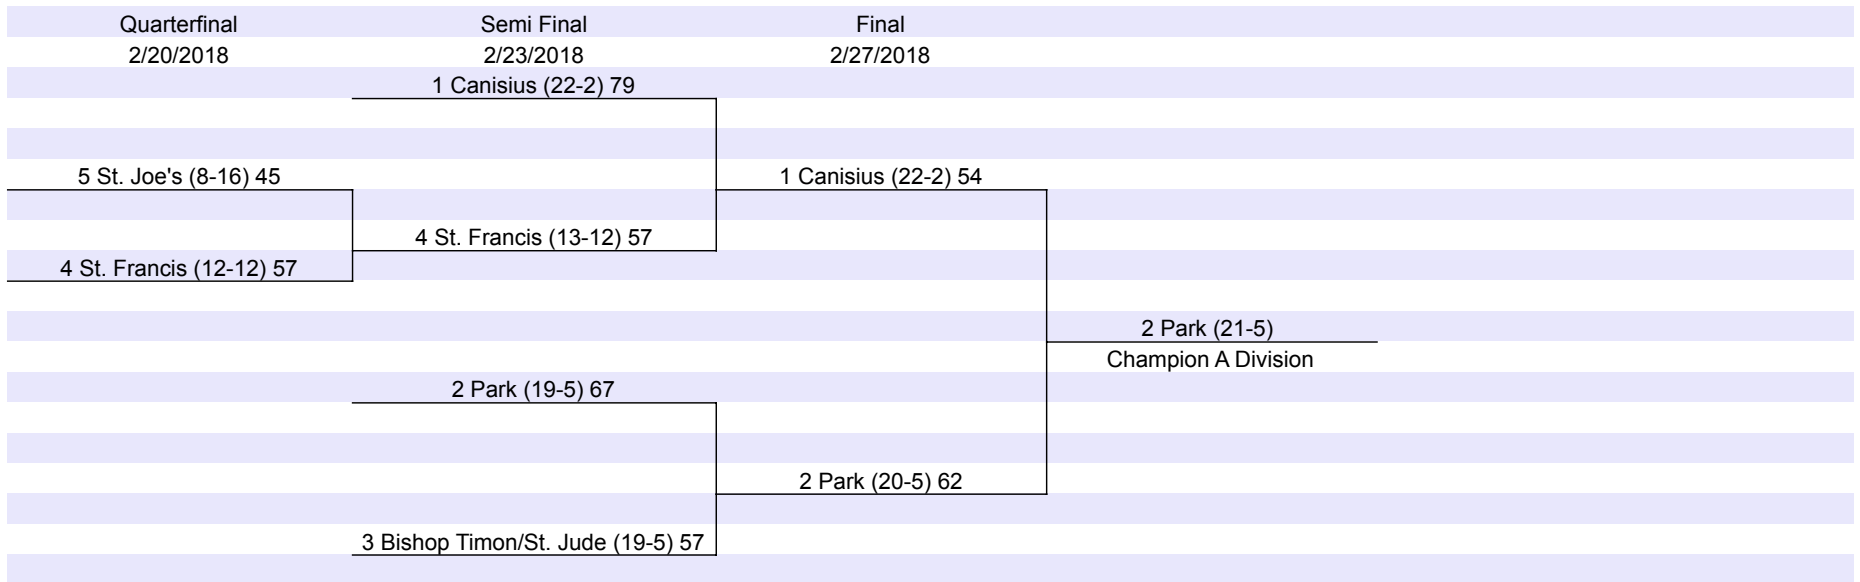 Quarterfinal Semi Final Final
2/20/2018 2/23/2018 2/27/2018
1 Canisius (22-2) 79
5 St. Joe's (8-16) 45 1 Canisius (22-2) 54
4 St. Francis (13-12) 57
4 St. Francis (12-12) 57
2 Park (21-5)
Champion A Division
2 Park (19-5) 67
2 Park (20-5) 62
3 Bishop Timon/St. Jude (19-5) 57